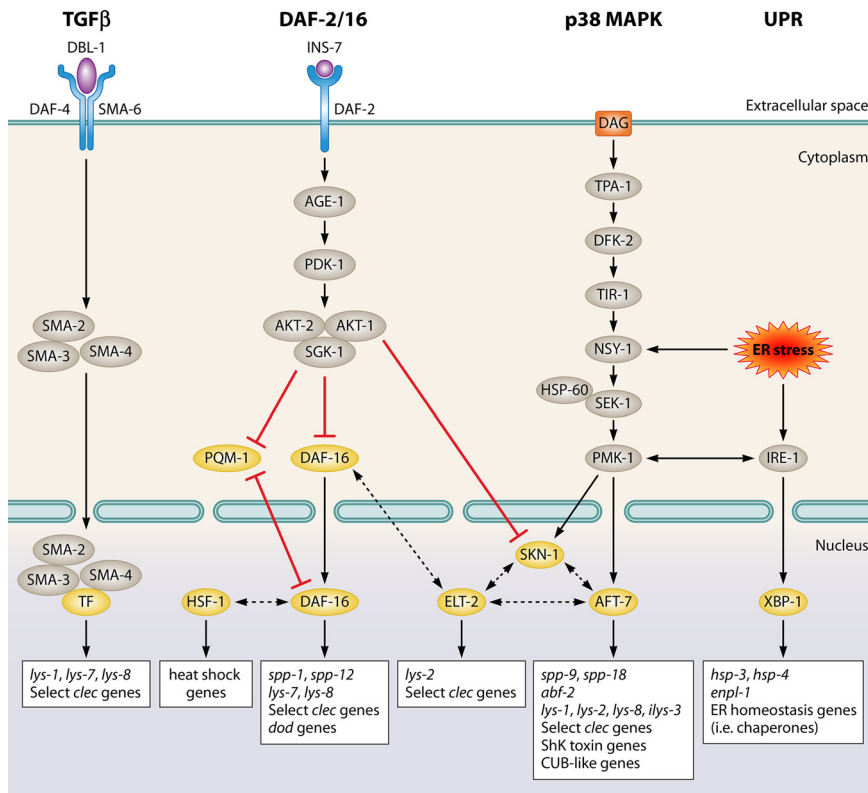 TGFβ
DAF-2/16
p38 MAPK
UPR
DBL-1
INS-7
DAF-4
SMA-6
DAF-2
Extracellular space
DAG
Cytoplasm
TPA-1
AGE-1
DFK-2
PDK-1
TIR-1
SMA-2
AKT-2
AKT-1
SMA-3
SMA-4
SGK-1
NSY-1
ER stress
HSP-60
SEK-1
PQM-1
DAF-16
PMK-1
IRE-1
Nucleus
SMA-2
SKN-1
SMA-3
SMA-4
TF
HSF-1
DAF-16
ELT-2
AFT-7
XBP-1
lys-1, lys-7, lys-8
Select clec genes
heat shock
genes
spp-1, spp-12
lys-7, lys-8
Select clec genes
dod genes
lys-2
Select clec genes
spp-9, spp-18
abf-2
lys-1, lys-2, lys-8, ilys-3
Select clec genes
ShK toxin genes
CUB-like genes
hsp-3, hsp-4
enpl-1
ER homeostasis genes
(i.e. chaperones)